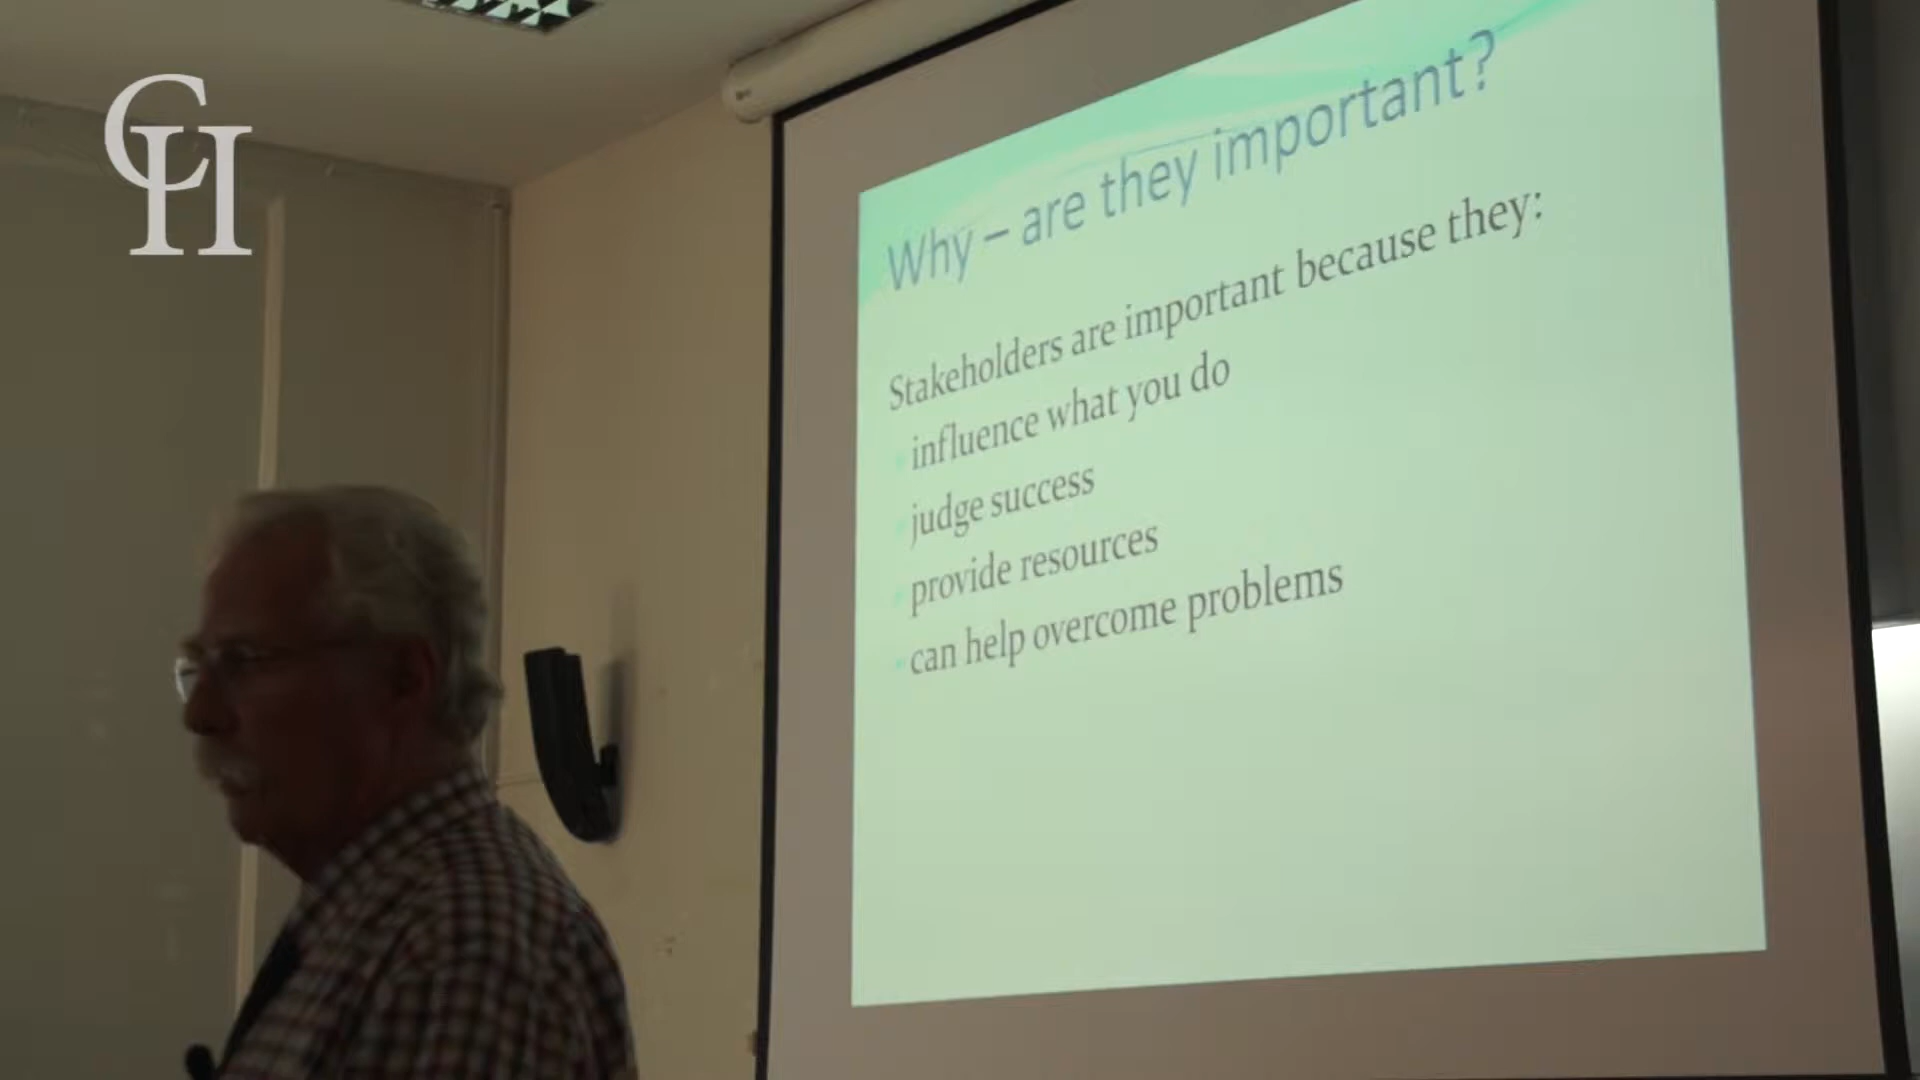 CH
Why – are they important?
Stakeholders are important because they:
influence what you do
judge success
provide resources
can help overcome problems